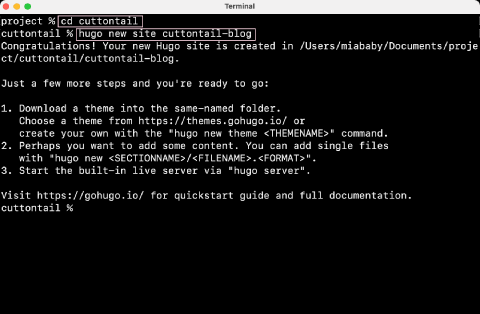 Terminal
project % cd cuttontail
cuttontail % hugo new site cuttontail-blog
Congratulations! Your new Hugo site is created in /Users/miababy/Documents/proje
ct/cuttontail/cuttontail-blog.
Just a few more steps and you're ready to go:
1. Download a theme into the same-named folder.
Choose a theme from https://themes.gohugo.io/ or
create your own with the "hugo new theme <THEMENAME>" command.
2. Perhaps you want to add some content. You can add single files
with "hugo new <SECTIONNAME>/<FILENAME>.<FORMAT>".
3. Start the built-in live server via "hugo server".
Visit https://gohugo.io/ for quickstart guide and full documentation.
cuttontail %